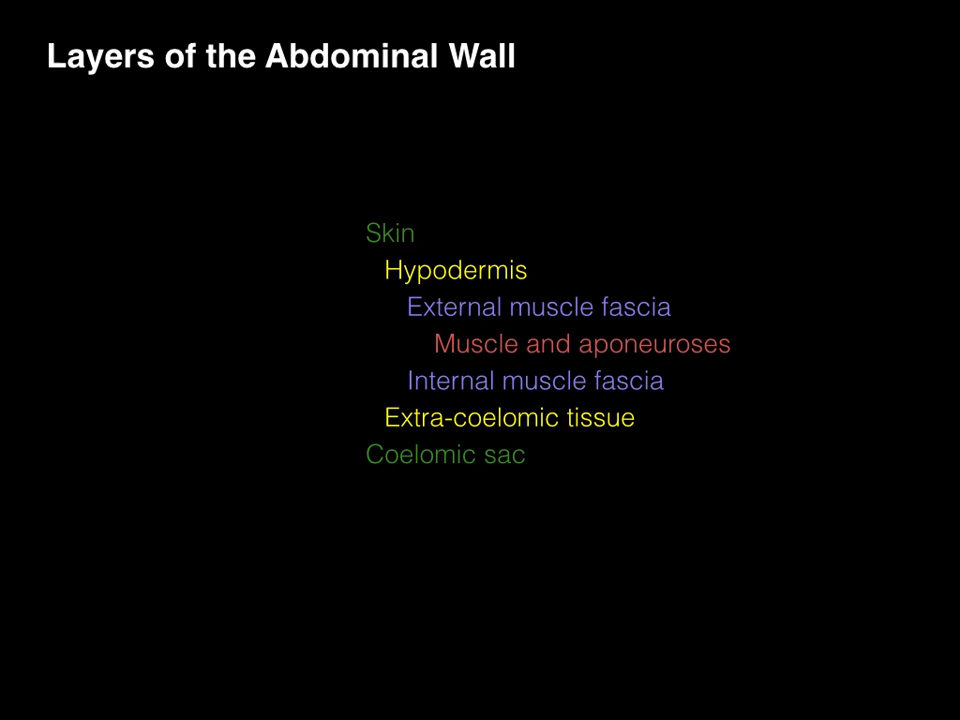 Layers of the Abdominal Wall
Skin
Hypodermis
External muscle fascia
Muscle and aponeuroses
Internal muscle fascia
Extra-coelomic tissue
Coelomic sac